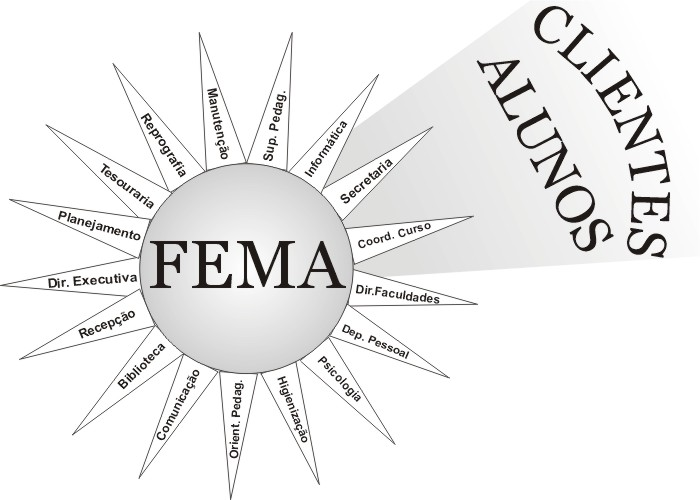 CLIENTES
ALUNOS
FEMA
Manutenção
Sup. Pedag.
Informática
Secretaria
Coord. Curso
Dir.Faculdades
Dep. Pessoal
Psicologia
Higienização
Orient. Pedag.
Comunicação
Biblioteca
Recepção
Dir. Executiva
Planejamento
Tesouraria
Reprografia